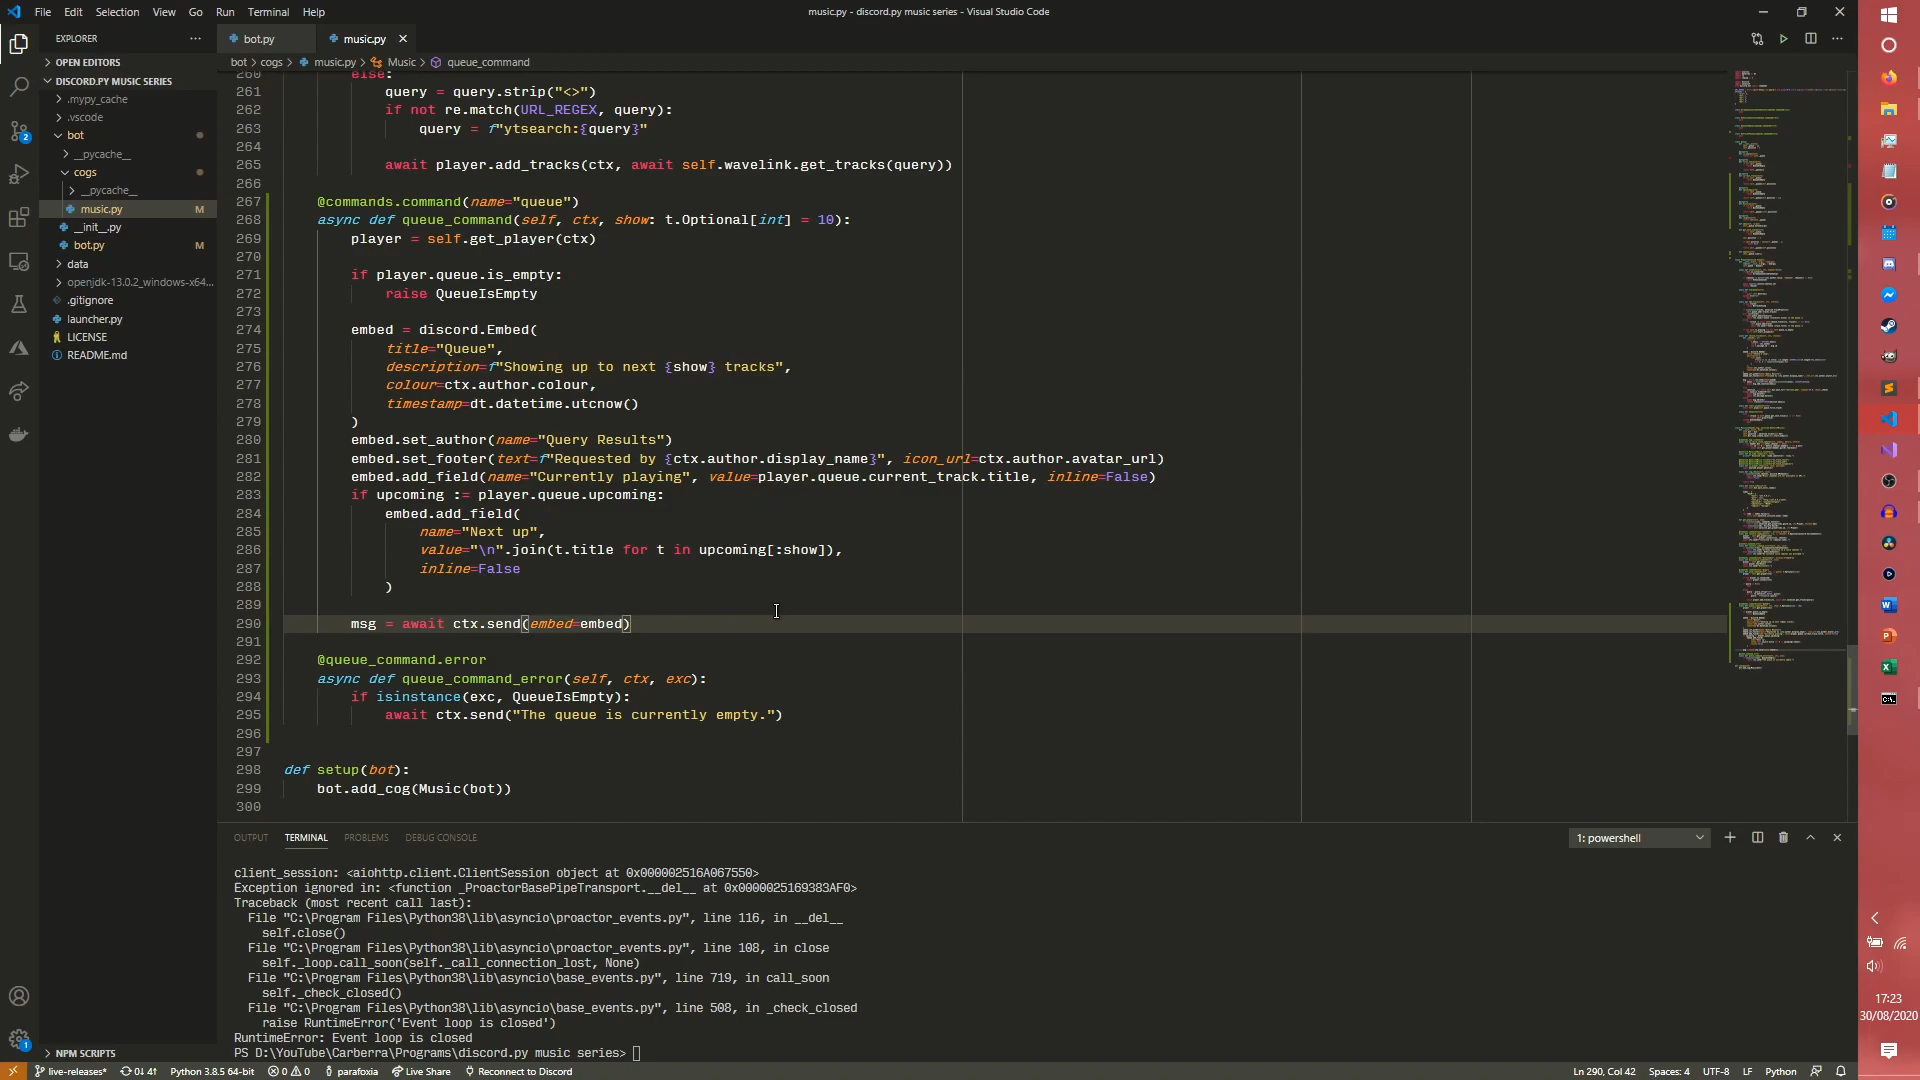 File Edit Selection View Go Run Terminal Help
music.py - discord.py music series - Visual Studio Code
EXPLORER
OPEN EDITORS
DISCORD.PY MUSIC SERIES
.mypy_cache
.vscode
bot
__pycache__
cogs
__pycache__
music.py M
__init__.py
bot.py M
data
openjdk-13.0.2_windows-x64...
.gitignore
launcher.py
LICENSE
README.md
NPM SCRIPTS
bot.py music.py
bot > cogs > music.py > Music > queue_command
260 else:
261 query = query.strip("<>")
262 if not re.match(URL_REGEX, query):
263 query = f"ytsearch:{query}"
264
265 await player.add_tracks(ctx, await self.wavelink.get_tracks(query))
266
267 @commands.command(name="queue")
268 async def queue_command(self, ctx, show: t.Optional[int] = 10):
269 player = self.get_player(ctx)
270
271 if player.queue.is_empty:
272 raise QueueIsEmpty
273
274 embed = discord.Embed(
275 title="Queue",
276 description=f"Showing up to next {show} tracks",
277 colour=ctx.author.colour,
278 timestamp=dt.datetime.utcnow()
279 )
280 embed.set_author(name="Query Results")
281 embed.set_footer(text=f"Requested by {ctx.author.display_name}", icon_url=ctx.author.avatar_url)
282 embed.add_field(name="Currently playing", value=player.queue.current_track.title, inline=False)
283 if upcoming := player.queue.upcoming:
284 embed.add_field(
285 name="Next up",
286 value="\n".join(t.title for t in upcoming[:show]),
287 inline=False
288 )
289
290 msg = await ctx.send(embed=embed)
291
292 @queue_command.error
293 async def queue_command_error(self, ctx, exc):
294 if isinstance(exc, QueueIsEmpty):
295 await ctx.send("The queue is currently empty.")
296
297
298 def setup(bot):
299 bot.add_cog(Music(bot))
300
OUTPUT TERMINAL PROBLEMS DEBUG CONSOLE
1: powershell
client_session: <aiohttp.client.ClientSession object at 0x000002516A067550>
Exception ignored in: <function _ProactorBasePipeTransport.__del__ at 0x0000025169383AF0>
Traceback (most recent call last):
File "C:\Program Files\Python38\lib\asyncio\proactor_events.py", line 116, in __del__
self.close()
File "C:\Program Files\Python38\lib\asyncio\proactor_events.py", line 108, in close
self._loop.call_soon(self._call_connection_lost, None)
File "C:\Program Files\Python38\lib\asyncio\base_events.py", line 719, in call_soon
self._check_closed()
File "C:\Program Files\Python38\lib\asyncio\base_events.py", line 508, in _check_closed
raise RuntimeError('Event loop is closed')
RuntimeError: Event loop is closed
PS D:\YouTube\Carberra\Programs\discord.py music series>
live-releases* 0↓ 4↑ Python 3.8.5 64-bit 0 0 parafoxia Live Share Reconnect to Discord
Ln 290, Col 42 Spaces: 4 UTF-8 LF Python
17:23
30/08/2020